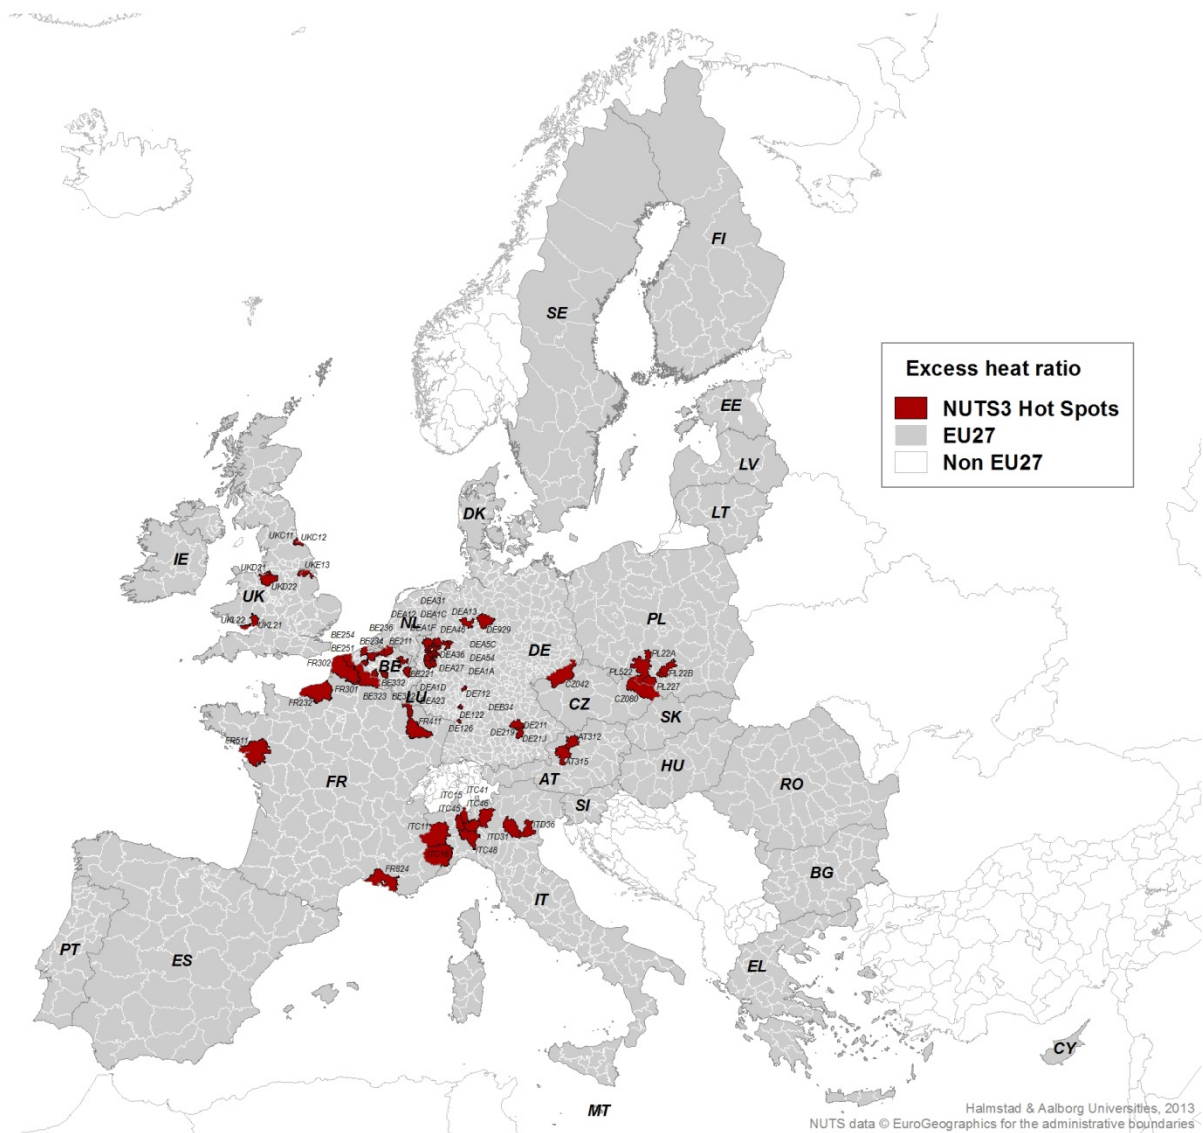 FI
SE
Excess heat ratio
NUTS3 Hot Spots
EU27
Non EU27
EE
LV
LT
DK
IE
UKC11
UKC12
UKD21
UKE13
UKD22
UK
UKL22
UKL21
DEA31
DEA12
DEA1C
DEA13
NL
DEA1F
DEA46
DE929
BE236
BE254
BE234
BE211
BE251
FR302
BE
BE221
DEA36
DEA5C
DE
DEA54
DEA27
DEA1A
PL
PL22A
PL522
PL22B
PL227
CZ080
CZ042
CZ
SK
FR301
BE332
BE323
FR232
DEA1D
LU
DEA23
DE712
DEB34
DE122
DE126
FR411
DE211
DE219
DE21J
AT312
AT315
FR511
FR
AT
HU
SI
RO
ITC41
ITC15
ITC46
ITC45
ITC11
ITD31
ITD36
ITC48
FR824
BG
IT
PT
ES
EL
CY
MT
Halmstad & Aalborg Universities, 2013
NUTS data © EuroGeographics for the administrative boundaries